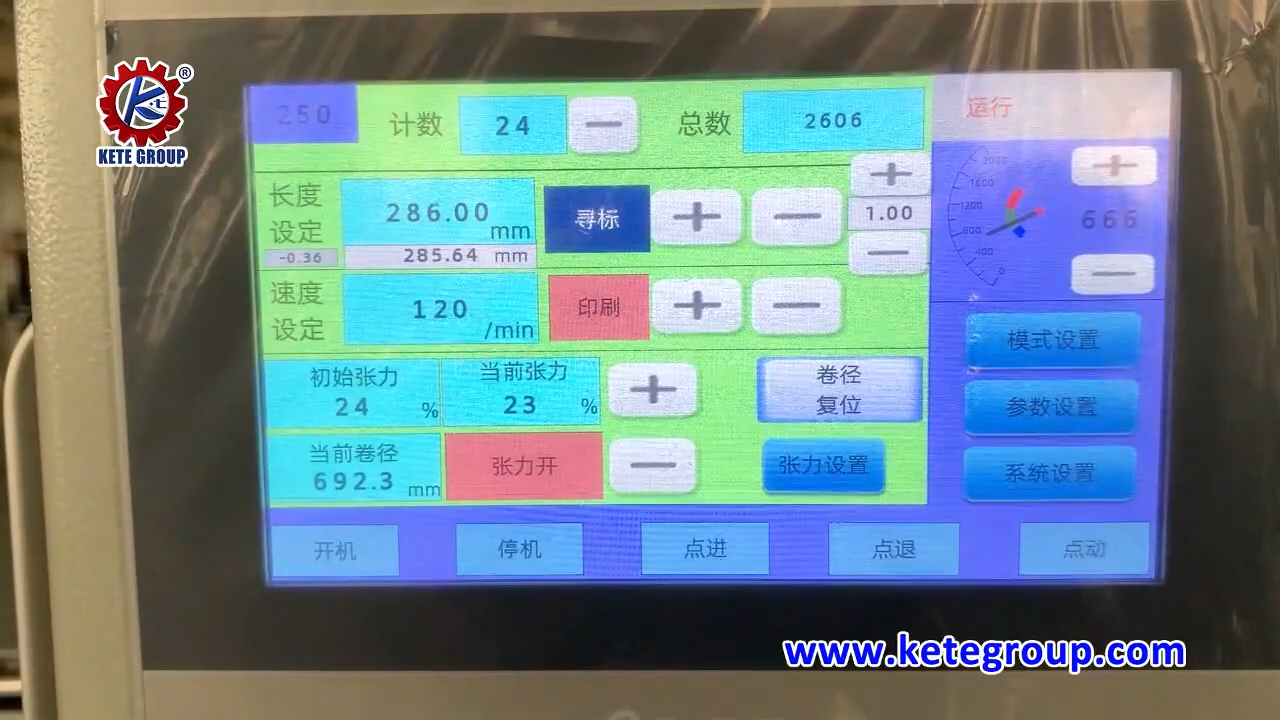 KETE GROUP
®
250
计数
24
总数
2606
运行
长度
设定
286.00
mm
-0.36
285.64 mm
寻标
1.00
2000
1600
1200
800
400
0
666
速度
设定
120
/min
印刷
初始张力
24 %
当前张力
23 %
卷径
复位
模式设置
参数设置
当前卷径
692.3 mm
张力开
张力设置
系统设置
开机
停机
点进
点退
点动
www.ketegroup.com